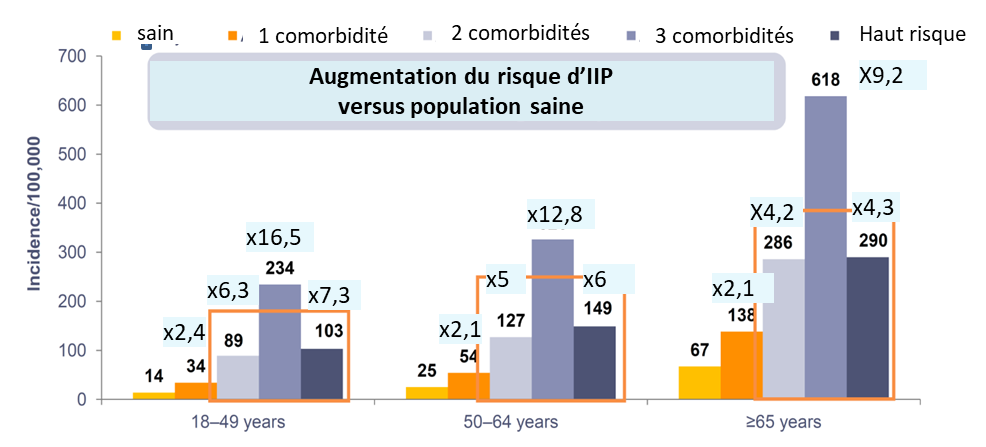 sain 1 comorbidité 2 comorbidités 3 comorbidités Haut risque
Augmentation du risque d’IIP
versus population saine
Incidence/100,000
700
600
500
400
300
200
100
0
14
x2,4
34
x6,3
89
x16,5
234
x7,3
103
25
x2,1
54
x5
127
x12,8
x6
149
67
x2,1
138
X4,2
286
618
X9,2
x4,3
290
18–49 years
50–64 years
≥65 years